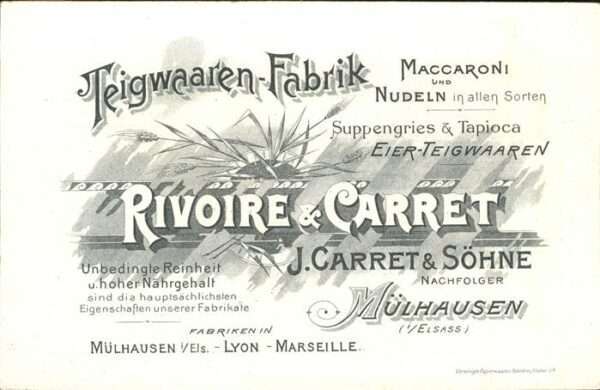 Teigwaaren-Fabrik
MACCARONI
UND
NUDELN in allen Sorten
Suppengries & Tapioca
EIER-TEIGWAAREN
RIVOIRE & CARRET
J. CARRET & SÖHNE
NACHFOLGER
MÜLHAUSEN
(i/ELSASS)
Unbedingte Reinheit
u. hoher Nährgehalt
sind die hauptsächlichsten
Eigenschaften unserer Fabrikate
FABRIKEN IN
MÜLHAUSEN i/Els. - LYON - MARSEILLE.